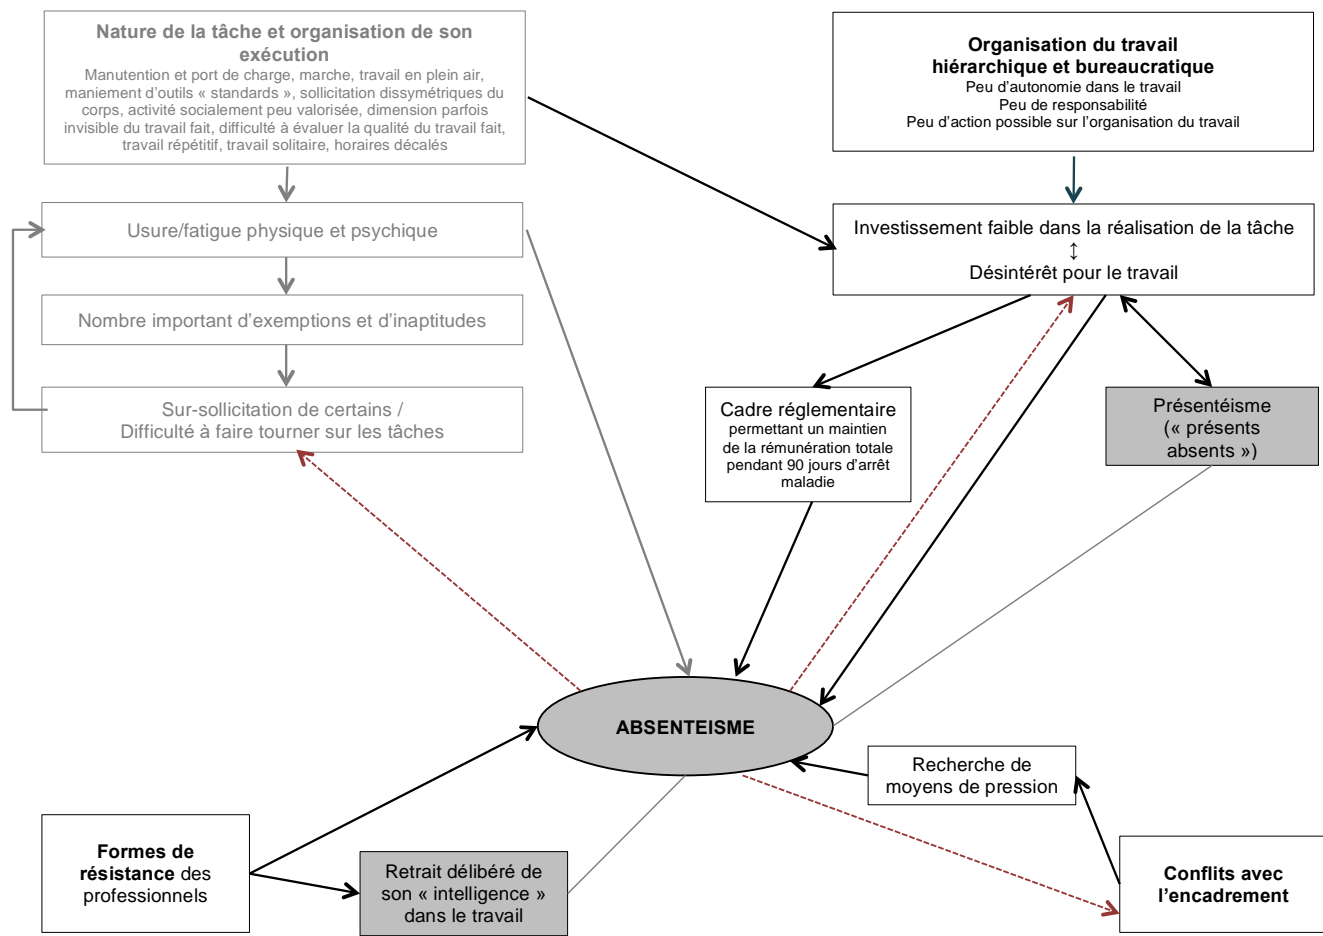 Nature de la tâche et organisation de son
exécution
Manutention et port de charge, marche, travail en plein air,
maniement d’outils « standards », sollicitation dissymétriques du
corps, activité socialement peu valorisée, dimension parfois
invisible du travail fait, difficulté à évaluer la qualité du travail fait,
travail répétitif, travail solitaire, horaires décalés
Organisation du travail
hiérarchique et bureaucratique
Peu d’autonomie dans le travail
Peu de responsabilité
Peu d’action possible sur l’organisation du travail
Usure/fatigue physique et psychique
Investissement faible dans la réalisation de la tâche
↕
Désintérêt pour le travail
Nombre important d’exemptions et d’inaptitudes
Sur-sollicitation de certains /
Difficulté à faire tourner sur les tâches
Cadre réglementaire
permettant un maintien
de la rémunération totale
pendant 90 jours d’arrêt
maladie
Présentéisme
(« présents
absents »)
ABSENTEISME
Recherche de
moyens de pression
Formes de
résistance des
professionnels
Retrait délibéré de
son « intelligence »
dans le travail
Conflits avec
l’encadrement